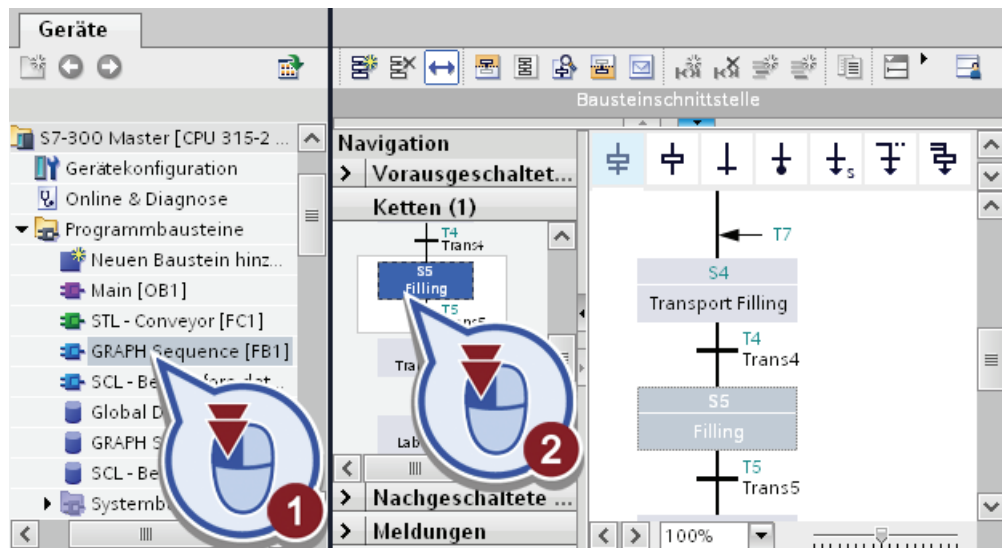 Geräte
Bausteinschnittstelle
S7-300 Master [CPU 315-2 ...
Gerätekonfiguration
Online & Diagnose
Programmbausteine
Neuen Baustein hinz...
Main [OB1]
STL - Conveyor [FC1]
GRAPH Sequence [FB1]
SCL - Be
Global D
GRAPH S
SCL - Be
Systemb
1
Navigation
Vorausgeschaltet...
Ketten (1)
T4
Trans4
S5
Filling
T5
Tra
Lab
2
Nachgeschaltete ...
Meldungen
S
T7
S4
Transport Filling
T4
Trans4
S5
Filling
T5
Trans5
100%